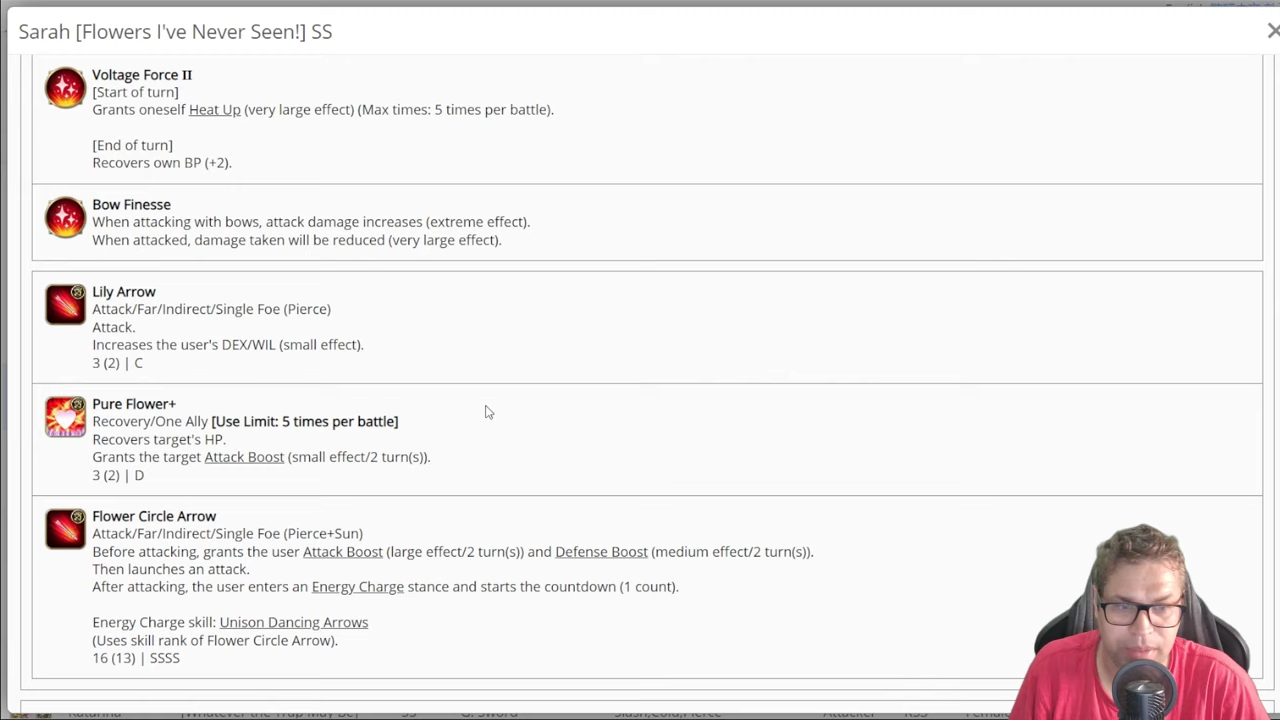 Sarah [Flowers I've Never Seen!] SS
Voltage Force II
[Start of turn]
Grants oneself Heat Up (very large effect) (Max times: 5 times per battle).
[End of turn]
Recovers own BP (+2).
Bow Finesse
When attacking with bows, attack damage increases (extreme effect).
When attacked, damage taken will be reduced (very large effect).
Lily Arrow
Attack/Far/Indirect/Single Foe (Pierce)
Attack.
Increases the user's DEX/WIL (small effect).
3 (2) | C
Pure Flower+
Recovery/One Ally [Use Limit: 5 times per battle]
Recovers target's HP.
Grants the target Attack Boost (small effect/2 turn(s)).
3 (2) | D
Flower Circle Arrow
Attack/Far/Indirect/Single Foe (Pierce+Sun)
Before attacking, grants the user Attack Boost (large effect/2 turn(s)) and Defense Boost (medium effect/2 turn(s)).
Then launches an attack.
After attacking, the user enters an Energy Charge stance and starts the countdown (1 count).
Energy Charge skill: Unison Dancing Arrows
(Uses skill rank of Flower Circle Arrow).
16 (13) | SSSS